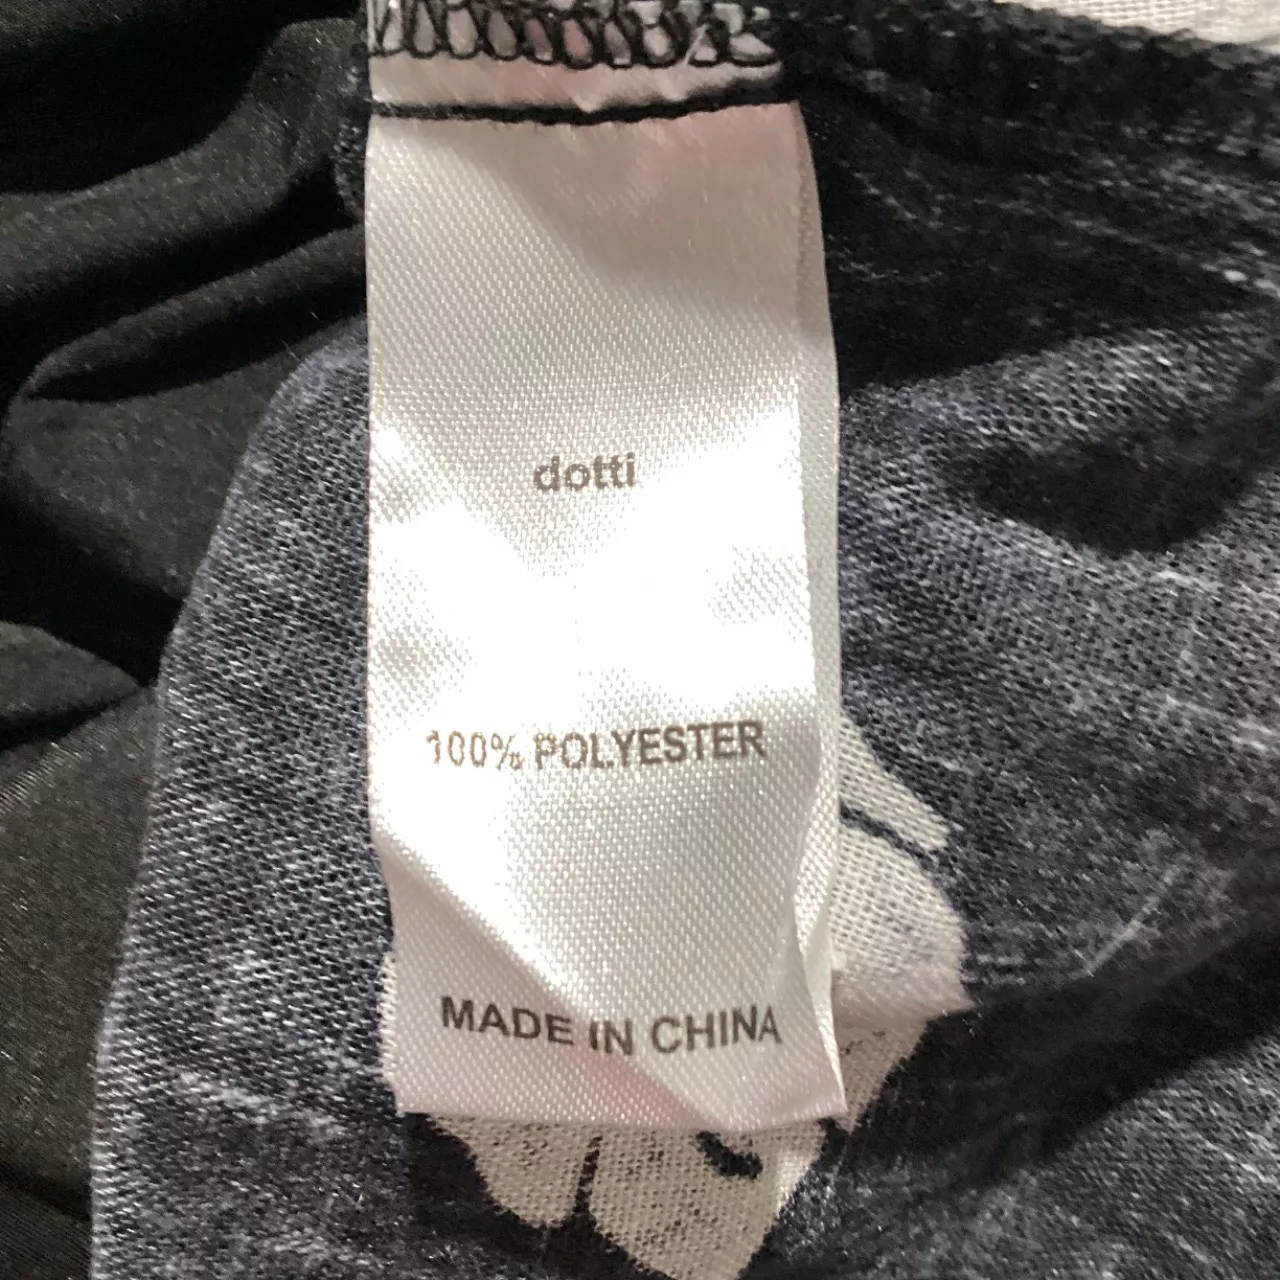 dotti
100% POLYESTER
MADE IN CHINA